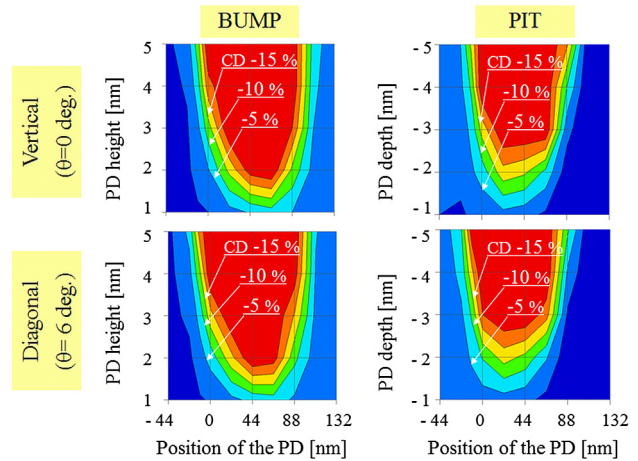 BUMP
PIT
Vertical
(θ=0 deg.)
PD height [nm]
5
4
3
2
1
CD -15 %
-10 %
-5 %
PD depth [nm]
- 5
- 4
-3
- 2
- 1
CD -15 %
-10 %
-5 %
Diagonal
(θ= 6 deg.)
PD height [nm]
5
4
3
2
1
CD -15 %
-10 %
-5 %
- 44 0 44 88 132
Position of the PD [nm]
PD depth [nm]
- 5
- 4
-3
- 2
- 1
CD -15 %
-10 %
-5 %
- 44 0 44 88 132
Position of the PD [nm]